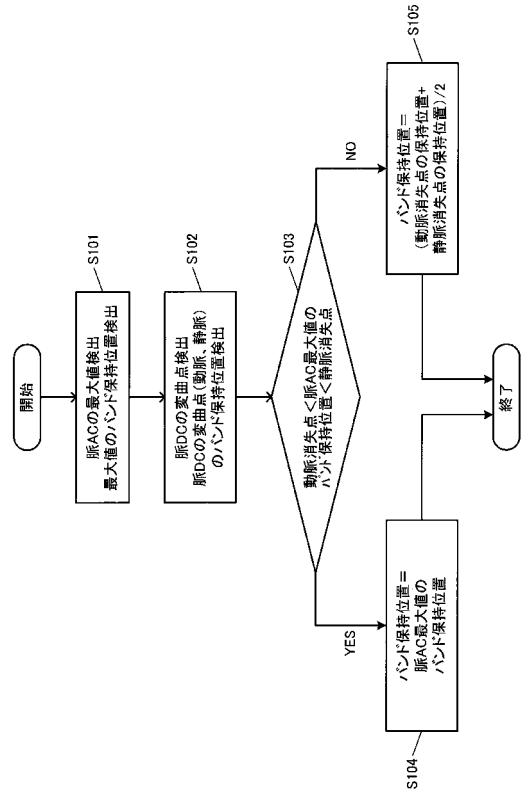 開始
脈ACの最大値検出
最大値のバンド保持位置検出
S101
脈DCの変曲点検出
脈DCの変曲点(動脈、静脈)
のバンド保持位置検出
S102
動脈消失点<脈AC最大値の
バンド保持位置<静脈消失点
S103
YES
NO
バンド保持位置=
脈AC最大値の
バンド保持位置
S104
バンド保持位置=
(動脈消失点の保持位置+
静脈消失点の保持位置)/2
S105
終了